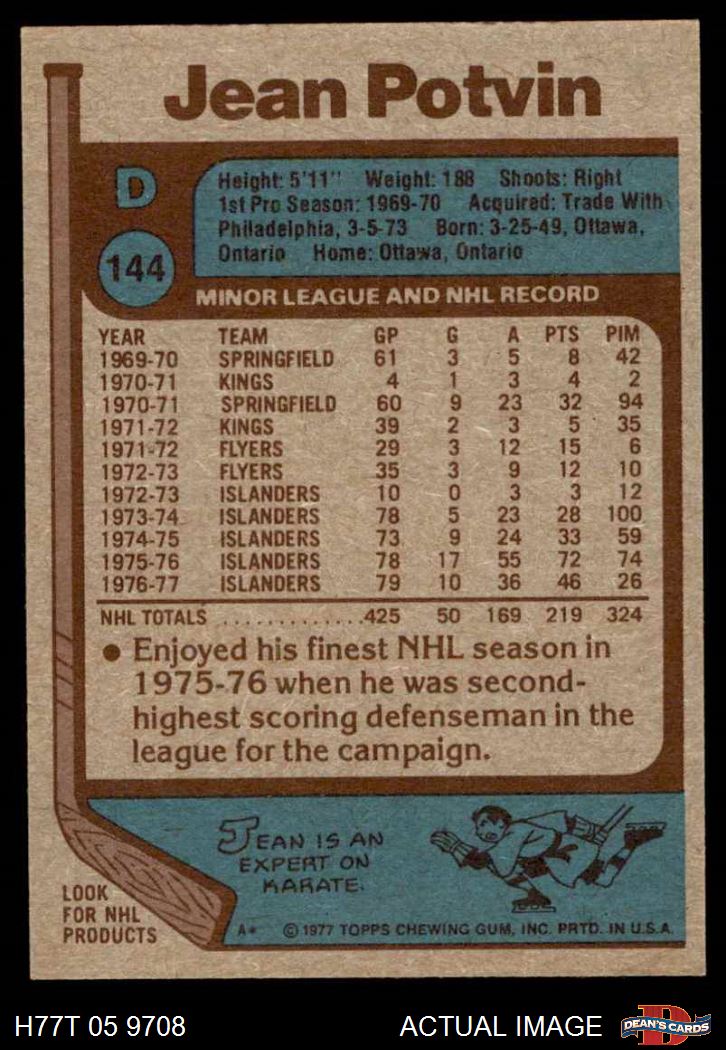 Jean Potvin
D
144
Height: 5'11" Weight: 188 Shoots: Right
1st Pro Season: 1969-70 Acquired: Trade With
Philadelphia, 3-5-73 Born: 3-25-49, Ottawa,
Ontario Home: Ottawa, Ontario
MINOR LEAGUE AND NHL RECORD
YEAR TEAM GP G A PTS PIM
1969-70 SPRINGFIELD 61 3 5 8 42
1970-71 KINGS 4 1 3 4 2
1970-71 SPRINGFIELD 60 9 23 32 94
1971-72 KINGS 39 2 3 5 35
1971-72 FLYERS 29 3 12 15 6
1972-73 FLYERS 35 3 9 12 10
1972-73 ISLANDERS 10 0 3 3 12
1973-74 ISLANDERS 78 5 23 28 100
1974-75 ISLANDERS 73 9 24 33 59
1975-76 ISLANDERS 78 17 55 72 74
1976-77 ISLANDERS 79 10 36 46 26
NHL TOTALS .............425 50 169 219 324
● Enjoyed his finest NHL season in
1975-76 when he was second-
highest scoring defenseman in the
league for the campaign.
JEAN IS AN
EXPERT ON
KARATE.
LOOK
FOR NHL
PRODUCTS
A* © 1977 TOPPS CHEWING GUM, INC. PRTD. IN U.S.A.
H77T 05 9708 ACTUAL IMAGE
D
DEAN'S CARDS